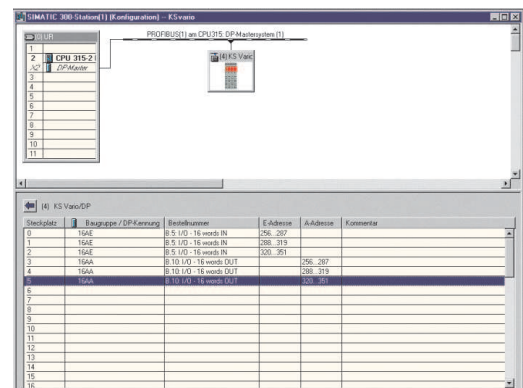 SIMATIC 300-Station(1) (Konfiguration) -- KSvario
(0) UR
1
2 CPU 315-2
X2 DP-Master
3
4
5
6
7
8
9
10
11
PROFIBUS(1) am CPU315: DP-Mastersystem (1)
(4) KS Vario
(4) KS Vario/DP
Steckplatz Baugruppe / DP-Kennung Bestellnummer E-Adresse A-Adresse Kommentar
0 16AE 8.5: I/O - 16 words IN 256...287
1 16AE 8.5: I/O - 16 words IN 288...319
2 16AE 8.5: I/O - 16 words IN 320...351
3 16AA 8.10: I/O - 16 words OUT 256...287
4 16AA 8.10: I/O - 16 words OUT 288...319
5 16AA 8.10: I/O - 16 words OUT 320...351
6
7
8
9
10
11
12
13
14
15
16